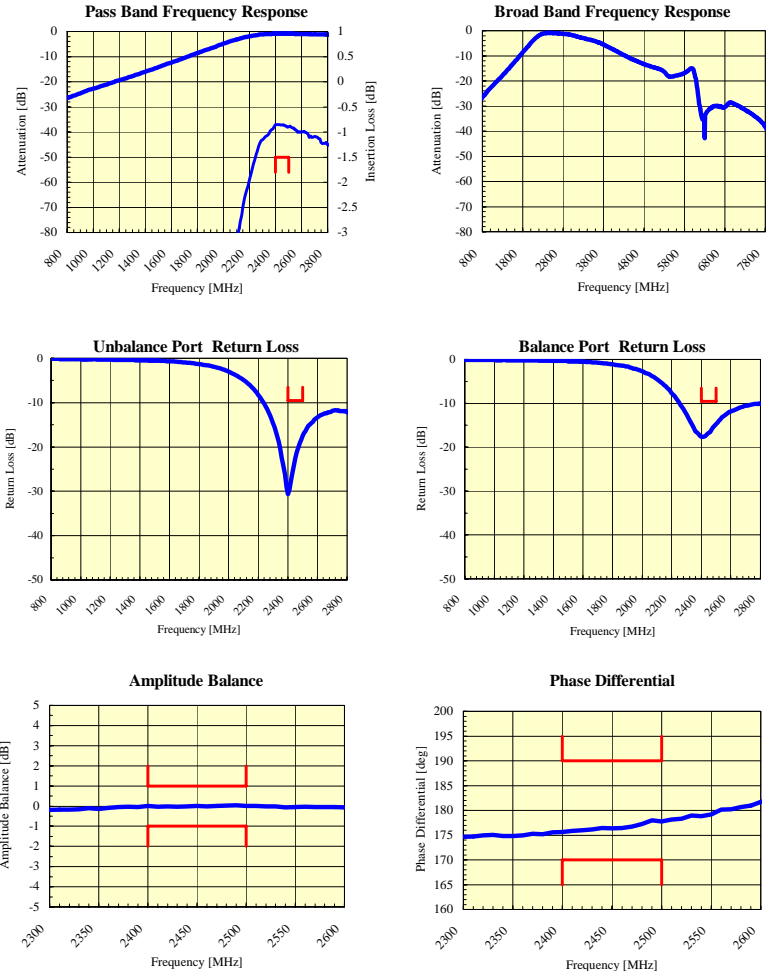 Pass Band Frequency Response
Attenuation [dB]
0
-10
-20
-30
-40
-50
-60
-70
-80
1
0.5
0
-0.5
-1
-1.5
-2
-2.5
-3
Insertion Loss [dB]
800 1000 1200 1400 1600 1800 2000 2200 2400 2600 2800
Frequency [MHz]
Broad Band Frequency Response
Attenuation [dB]
0
-10
-20
-30
-40
-50
-60
-70
-80
800 1800 2800 3800 4800 5800 6800 7800
Frequency [MHz]
Unbalance Port Return Loss
Return Loss [dB]
0
-10
-20
-30
-40
-50
800 1000 1200 1400 1600 1800 2000 2200 2400 2600 2800
Frequency [MHz]
Balance Port Return Loss
Return Loss [dB]
0
-10
-20
-30
-40
-50
800 1000 1200 1400 1600 1800 2000 2200 2400 2600 2800
Frequency [MHz]
Amplitude Balance
Amplitude Balance [dB]
5
4
3
2
1
0
-1
-2
-3
-4
-5
2300 2350 2400 2450 2500 2550 2600
Frequency [MHz]
Phase Differential
Phase Differential [deg]
200
195
190
185
180
175
170
165
160
2300 2350 2400 2450 2500 2550 2600
Frequency [MHz]